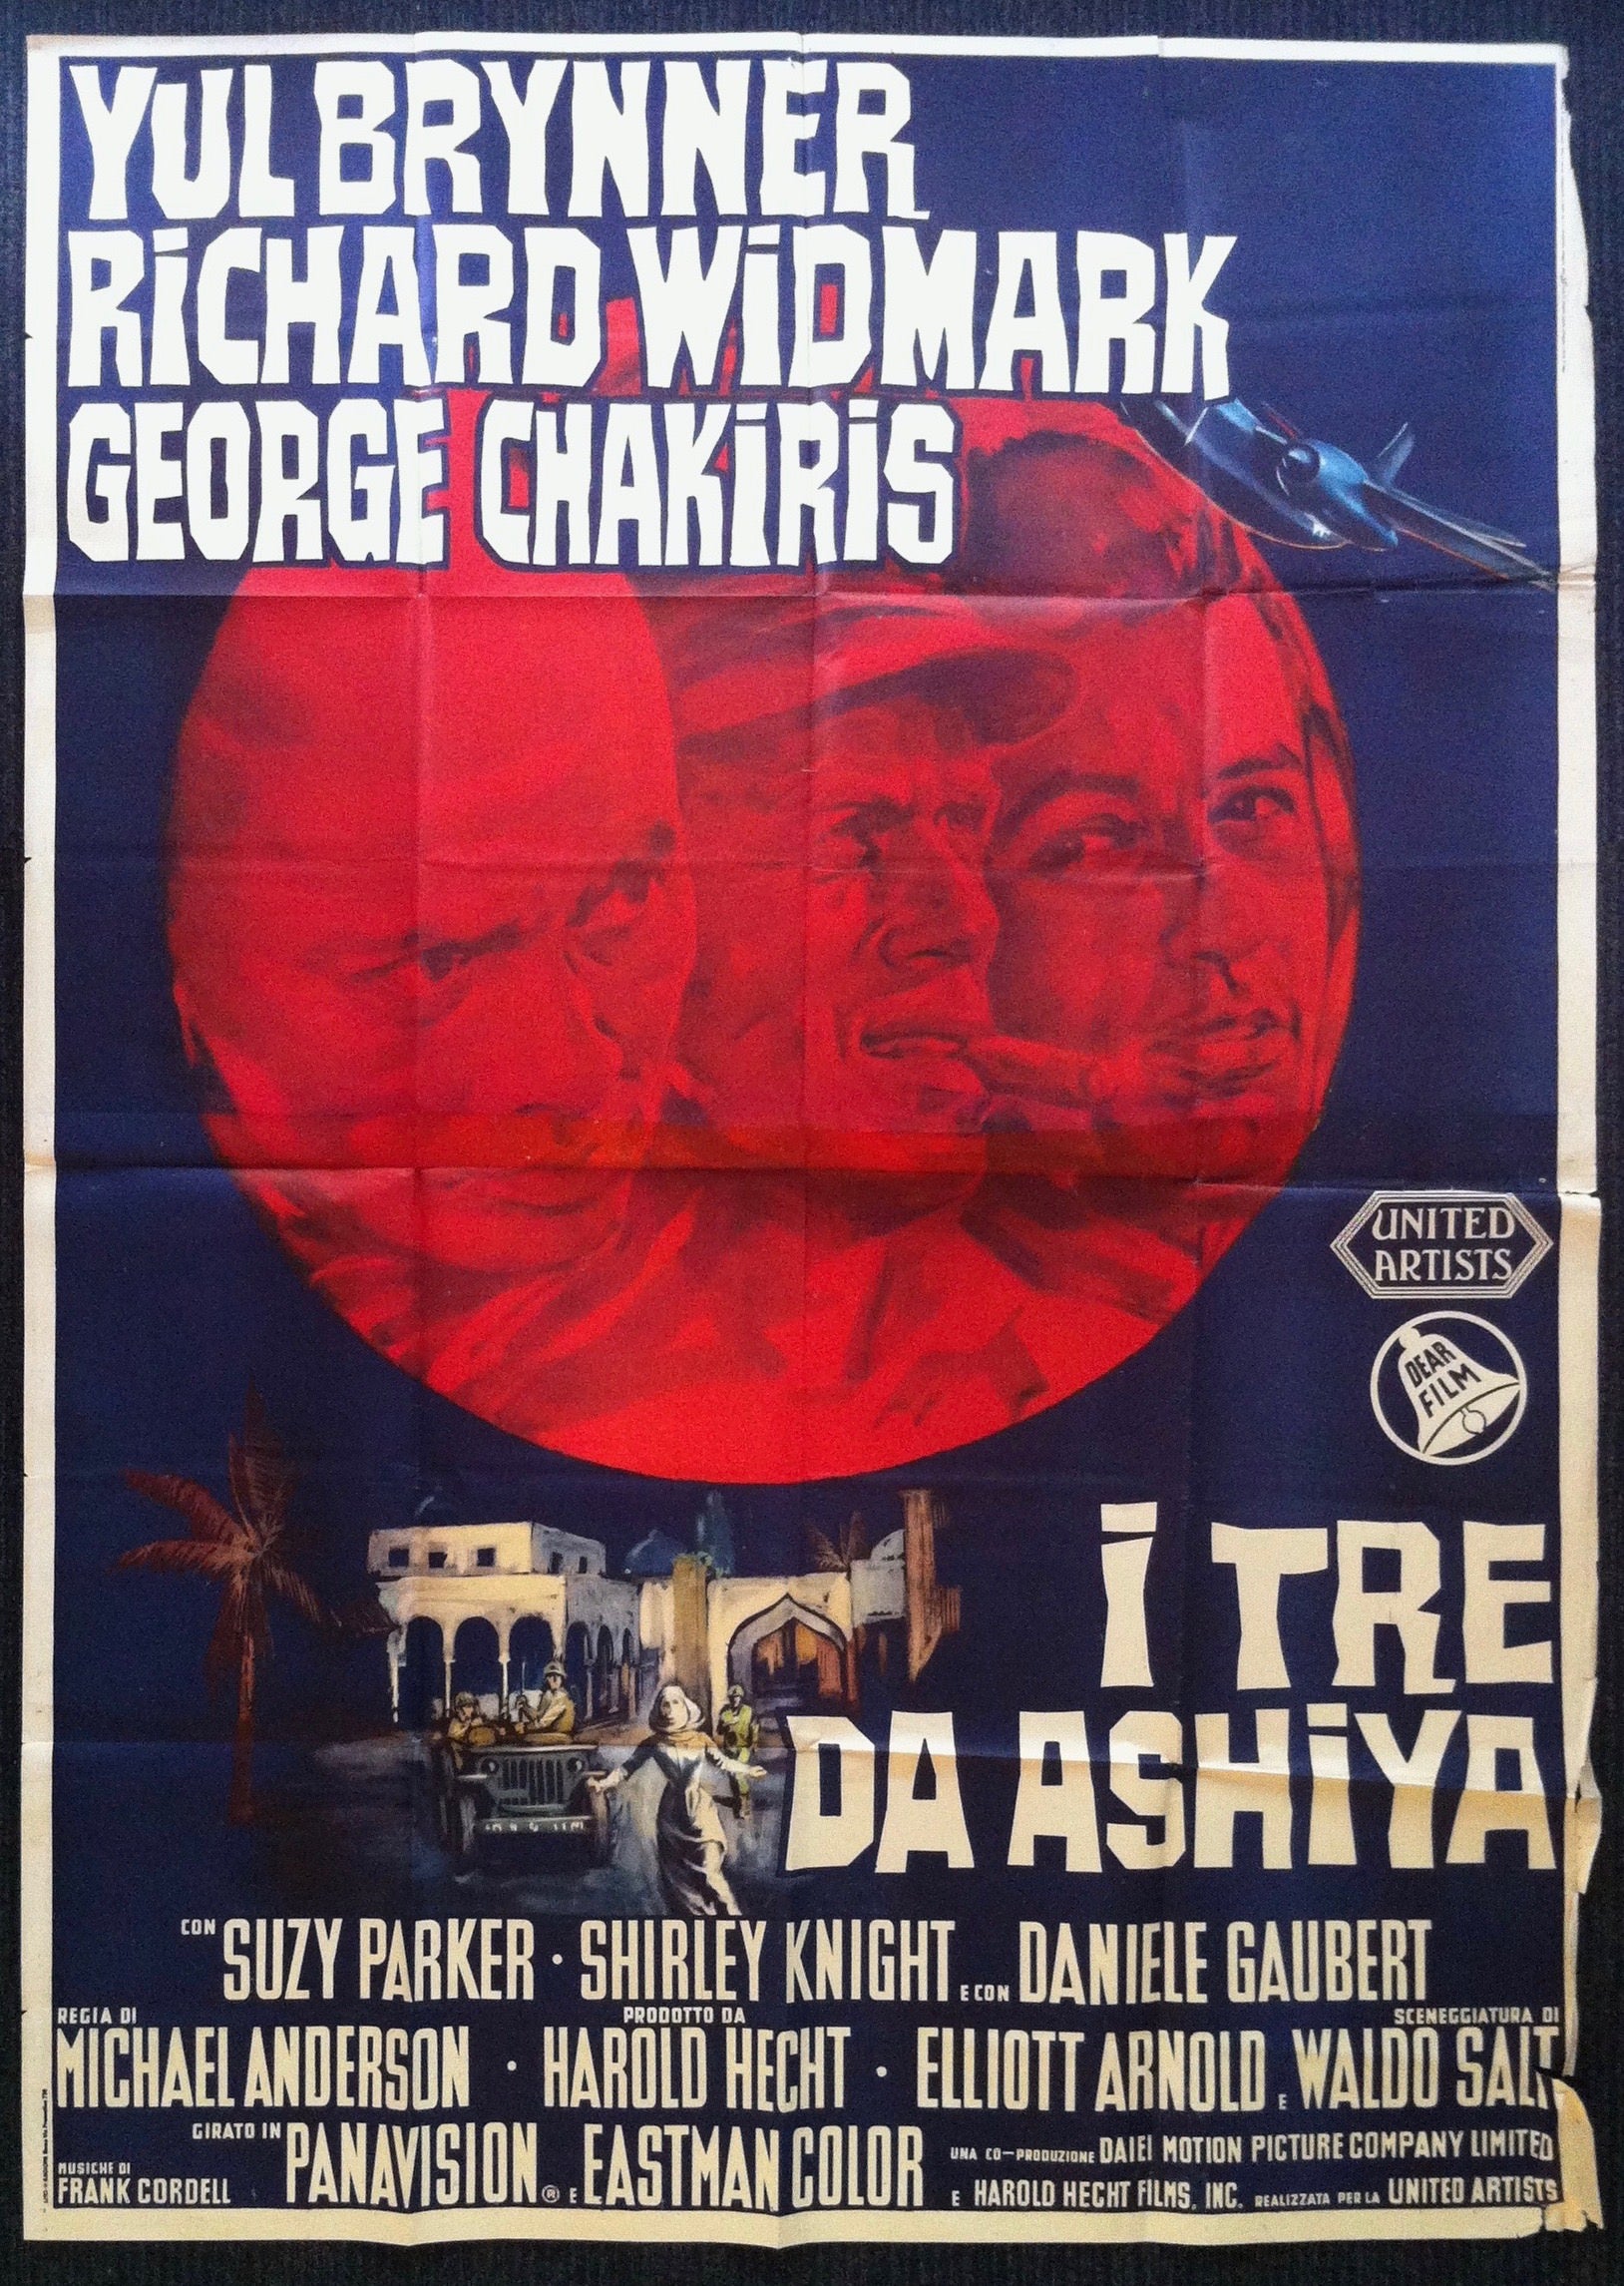 YUL BRYNNER
RiCHARD WiDMARK
GEORGE CHAKiRiS
UNITED
ARTISTS
DEAR
FILM
i TRE
DA ASHiYA
CON SUZY PARKER · SHIRLEY KNIGHT E CON DANIELE GAUBERT
REGIA DI PRODOTTO DA SCENEGGIATURA DI
MICHAEL ANDERSON · HAROLD HECHT · ELLIOTT ARNOLD E WALDO SALT
MUSICHE DI
FRANK CORDELL
GIRATO IN PANAVISION® E EASTMAN COLOR
UNA CO-PRODUZIONE DAIEI MOTION PICTURE COMPANY LIMITED
E HAROLD HECHT FILMS, INC. REALIZZATA PER LA UNITED ARTISTS